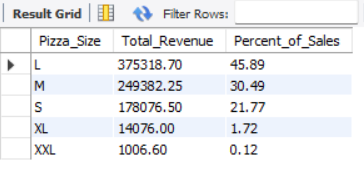 Result Grid Filter Rows:
Pizza_Size Total_Revenue Percent_of_Sales
L 375318.70 45.89
M 249382.25 30.49
S 178076.50 21.77
XL 14076.00 1.72
XXL 1006.60 0.12